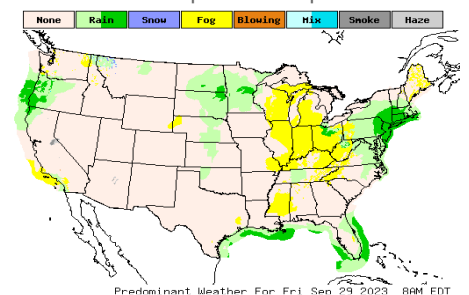 None Rain Snow Fog Blowing Mix Smoke Haze
Predominant Weather For Fri Sep 29 2023 8AM EDT